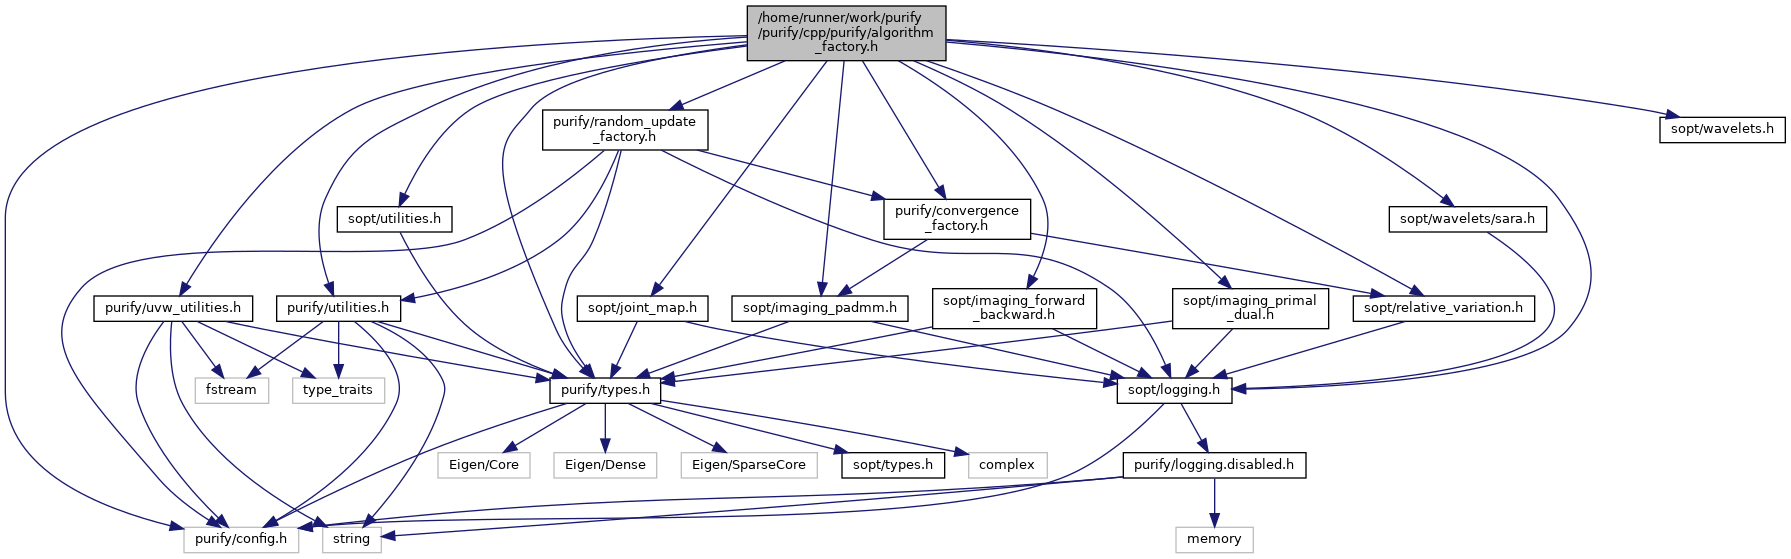 /home/runner/work/purify
/purify/cpp/purify/algorithm
_factory.h
purify/random_update
_factory.h
sopt/wavelets.h
sopt/utilities.h
purify/convergence
_factory.h
sopt/wavelets/sara.h
purify/uvw_utilities.h
purify/utilities.h
sopt/joint_map.h
sopt/imaging_padmm.h
sopt/imaging_forward
_backward.h
sopt/imaging_primal
_dual.h
sopt/relative_variation.h
fstream
type_traits
purify/types.h
sopt/logging.h
Eigen/Core
Eigen/Dense
Eigen/SparseCore
sopt/types.h
complex
purify/logging.disabled.h
purify/config.h
string
memory